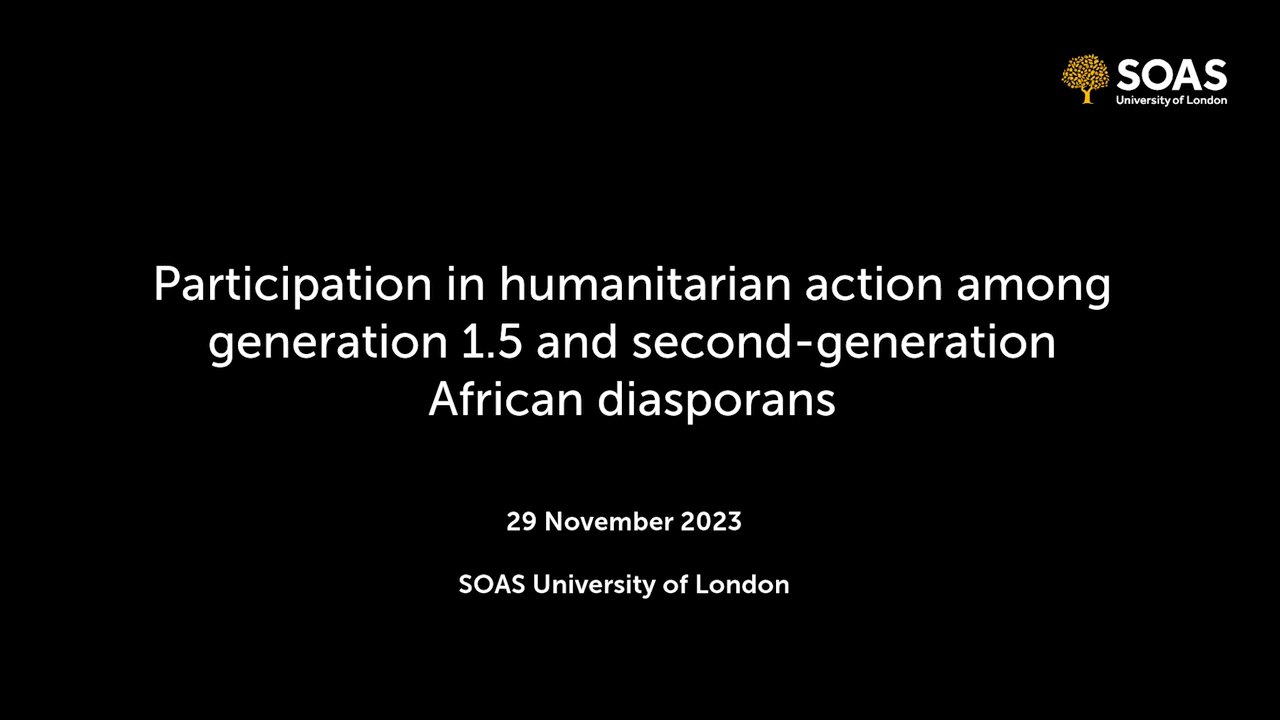 SOAS
University of London
Participation in humanitarian action among
generation 1.5 and second-generation
African diasporans
29 November 2023
SOAS University of London